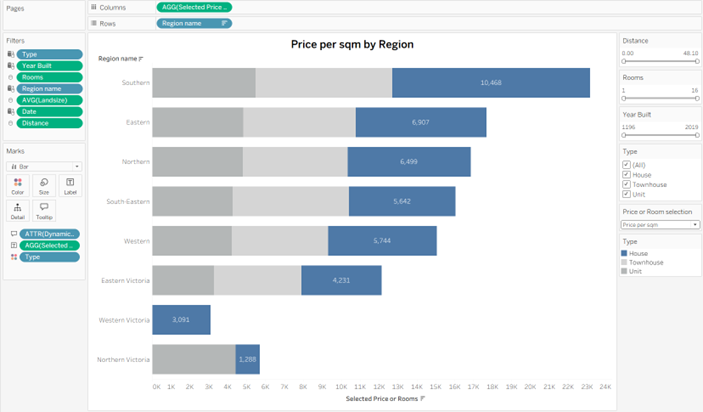 Pages
Columns
AGG(Selected Price ..
Rows
Region name
Filters
Type
Year Built
Rooms
Region name
AVG(Landsize)
Date
Distance
Marks
Bar
Color
Size
Label
Detail
Tooltip
ATTR(Dynamic..
AGG(Selected ..
Type
Price per sqm by Region
Region name
Southern
10,468
Eastern
6,907
Northern
6,499
South Eastern
5,642
Western
5,744
Eastern Victoria
4,231
Western Victoria
3,091
Northern Victoria
1,288
0K 1K 2K 3K 4K 5K 6K 7K 8K 9K 10K 11K 12K 13K 14K 15K 16K 17K 18K 19K 20K 21K 22K 23K 24K
Selected Price or Rooms
Distance
0.00 48.10
Rooms
1 16
Year Built
1196 2019
Type
(All)
House
Townhouse
Unit
Price or Room selection
Price per sqm
Type
House
Townhouse
Unit